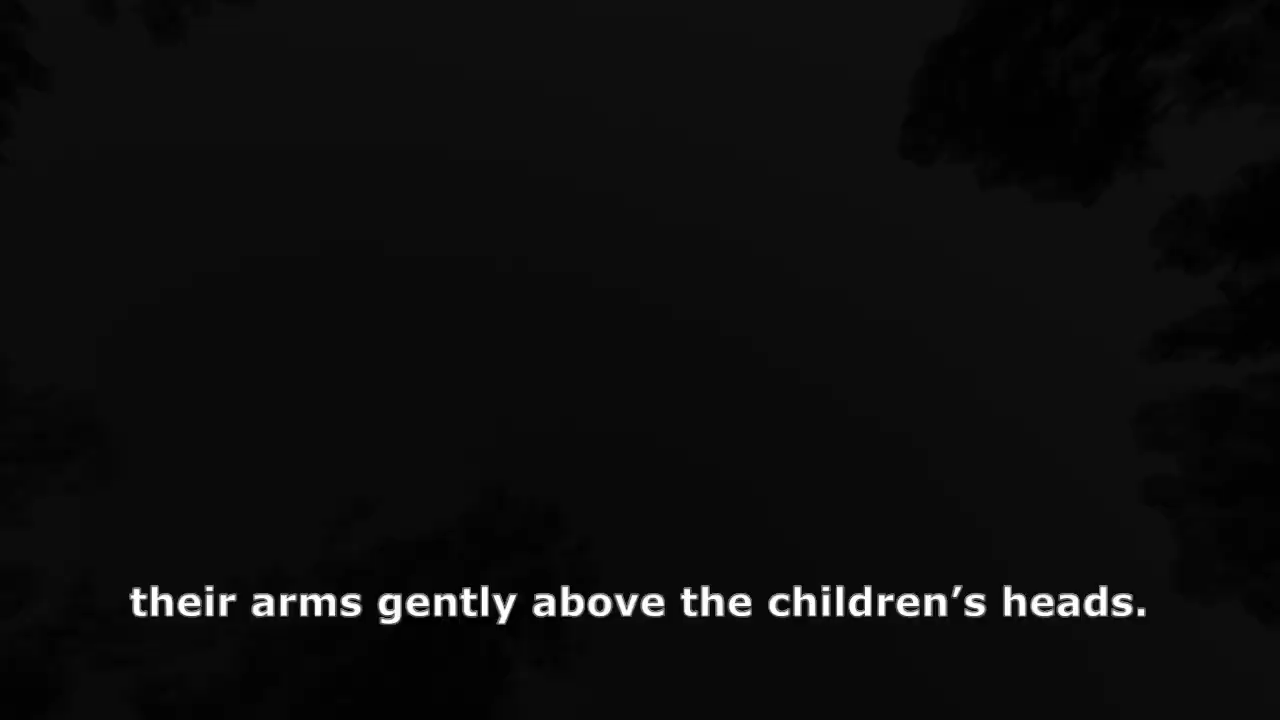 their arms gently above the children’s heads.